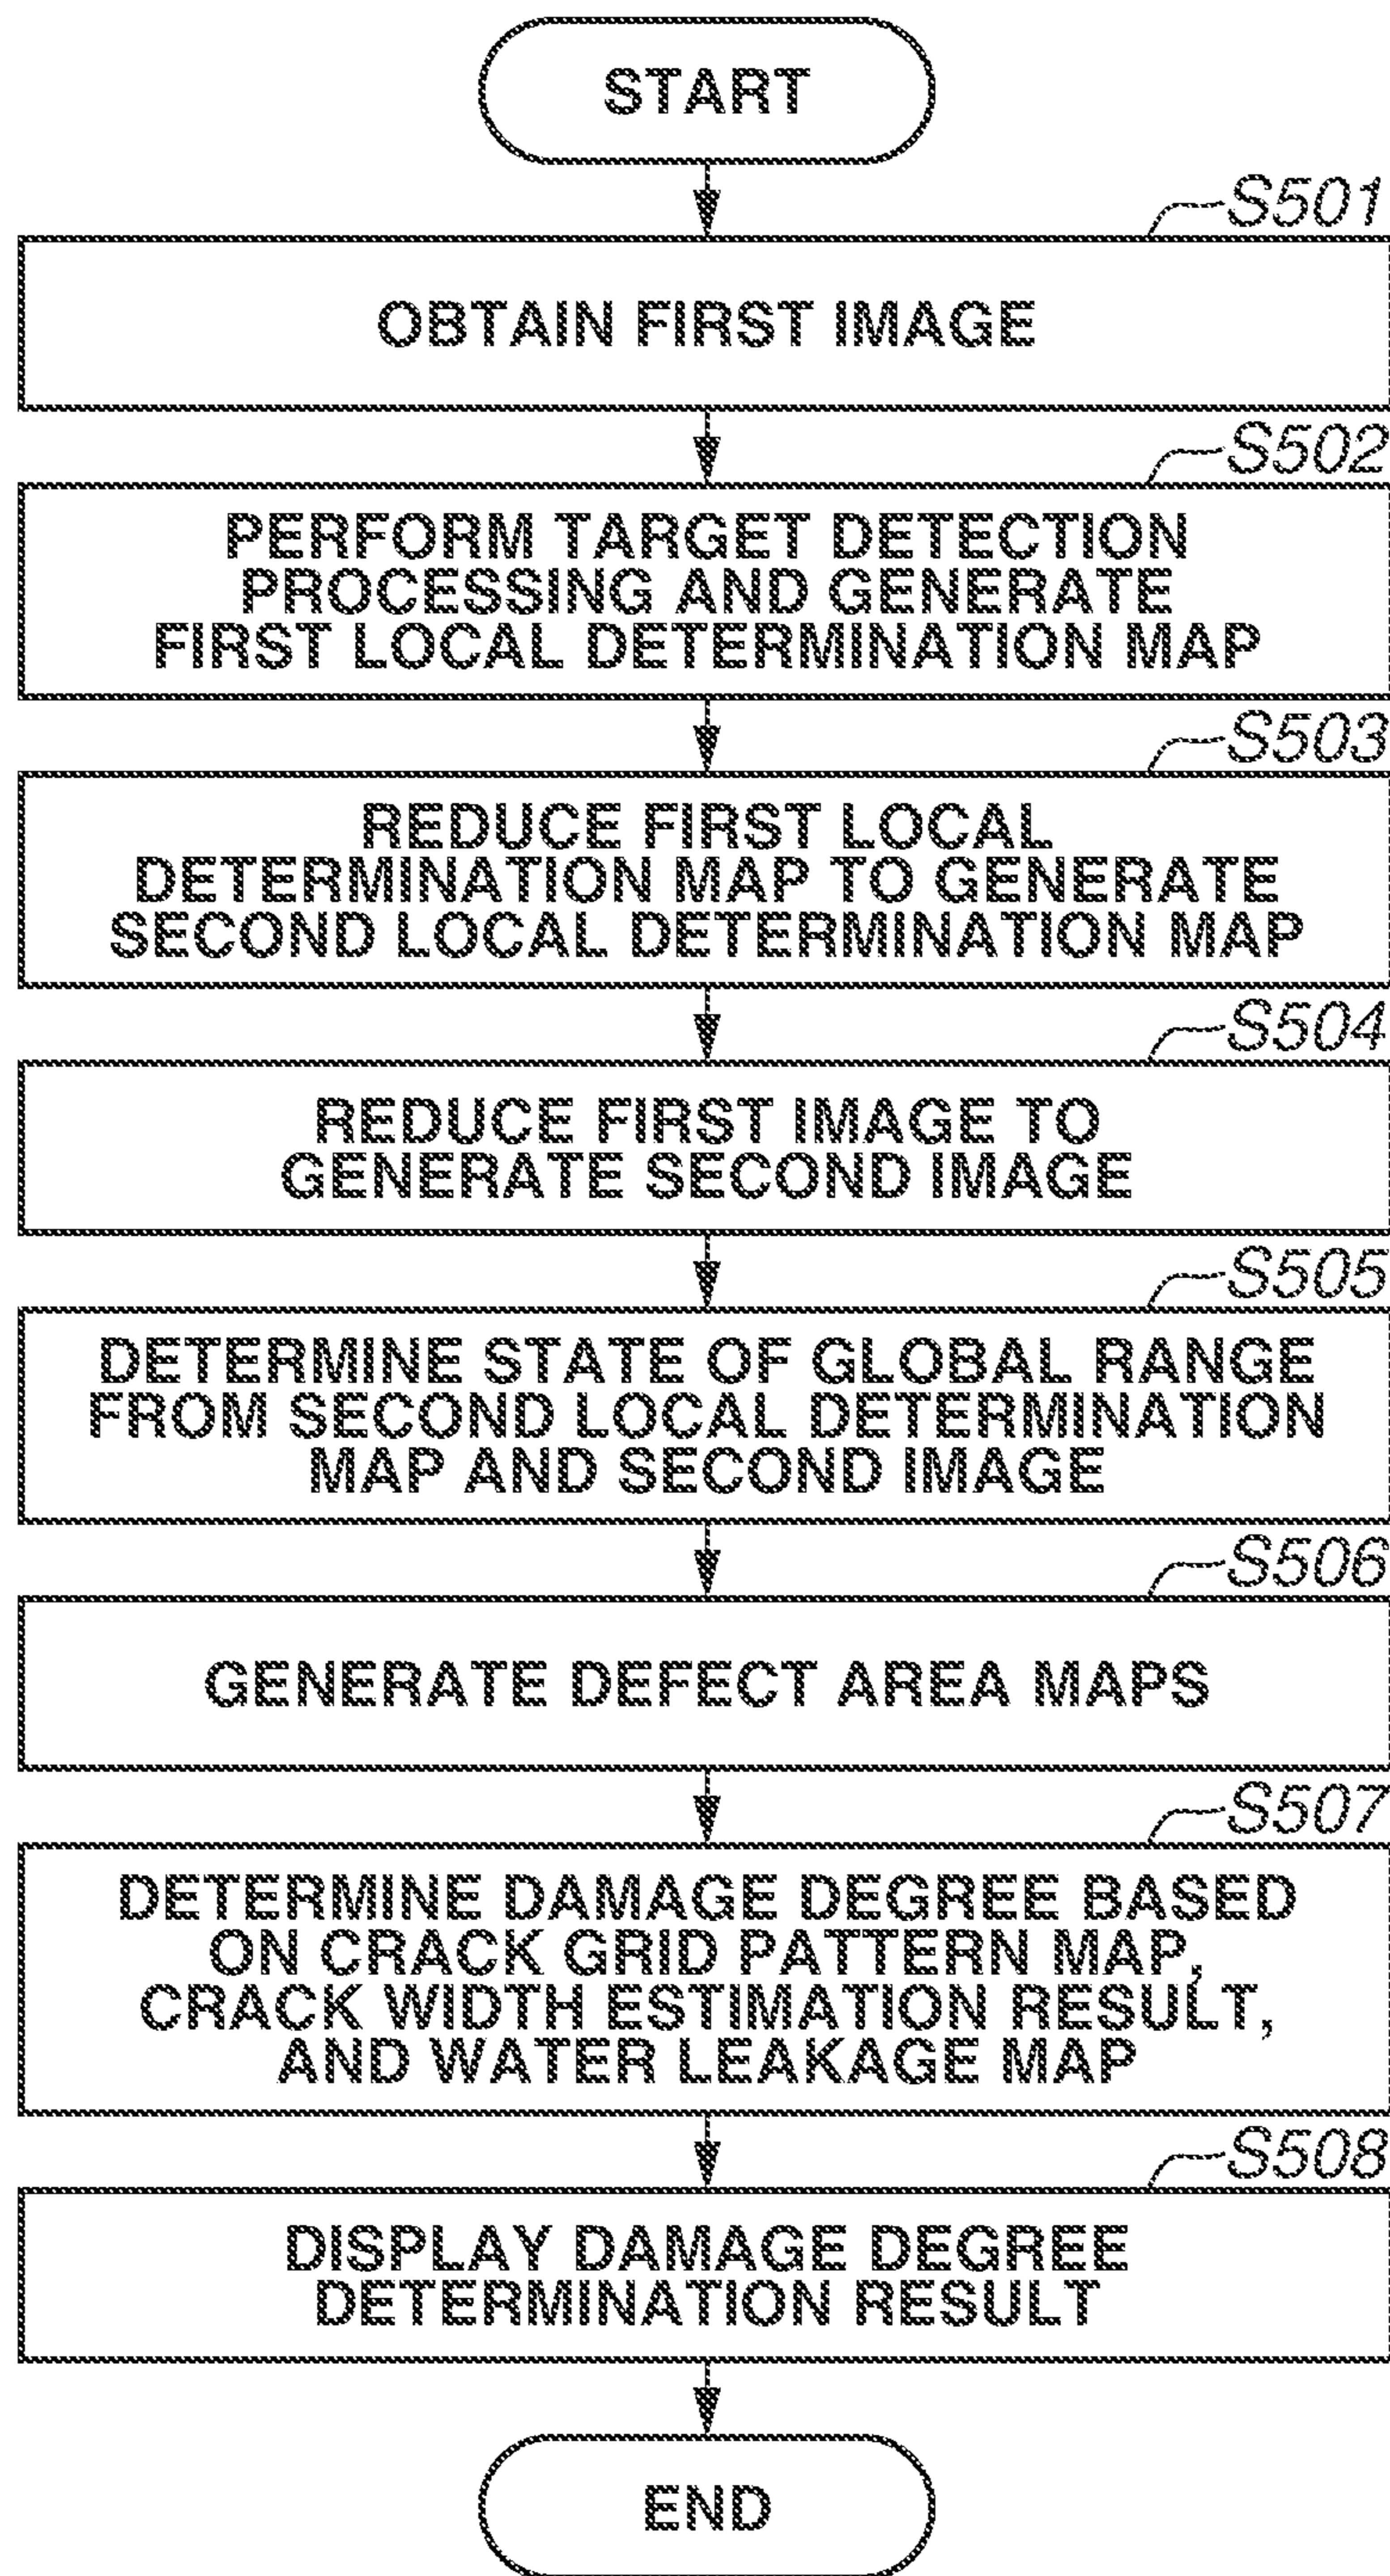 START
S501
OBTAIN FIRST IMAGE
S502
PERFORM TARGET DETECTION
PROCESSING AND GENERATE
FIRST LOCAL DETERMINATION MAP
S503
REDUCE FIRST LOCAL
DETERMINATION MAP TO GENERATE
SECOND LOCAL DETERMINATION MAP
S504
REDUCE FIRST IMAGE TO
GENERATE SECOND IMAGE
S505
DETERMINE STATE OF GLOBAL RANGE
FROM SECOND LOCAL DETERMINATION
MAP AND SECOND IMAGE
S506
GENERATE DEFECT AREA MAPS
S507
DETERMINE DAMAGE DEGREE BASED
ON CRACK GRID PATTERN MAP,
CRACK WIDTH ESTIMATION RESULT,
AND WATER LEAKAGE MAP
S508
DISPLAY DAMAGE DEGREE
DETERMINATION RESULT
END